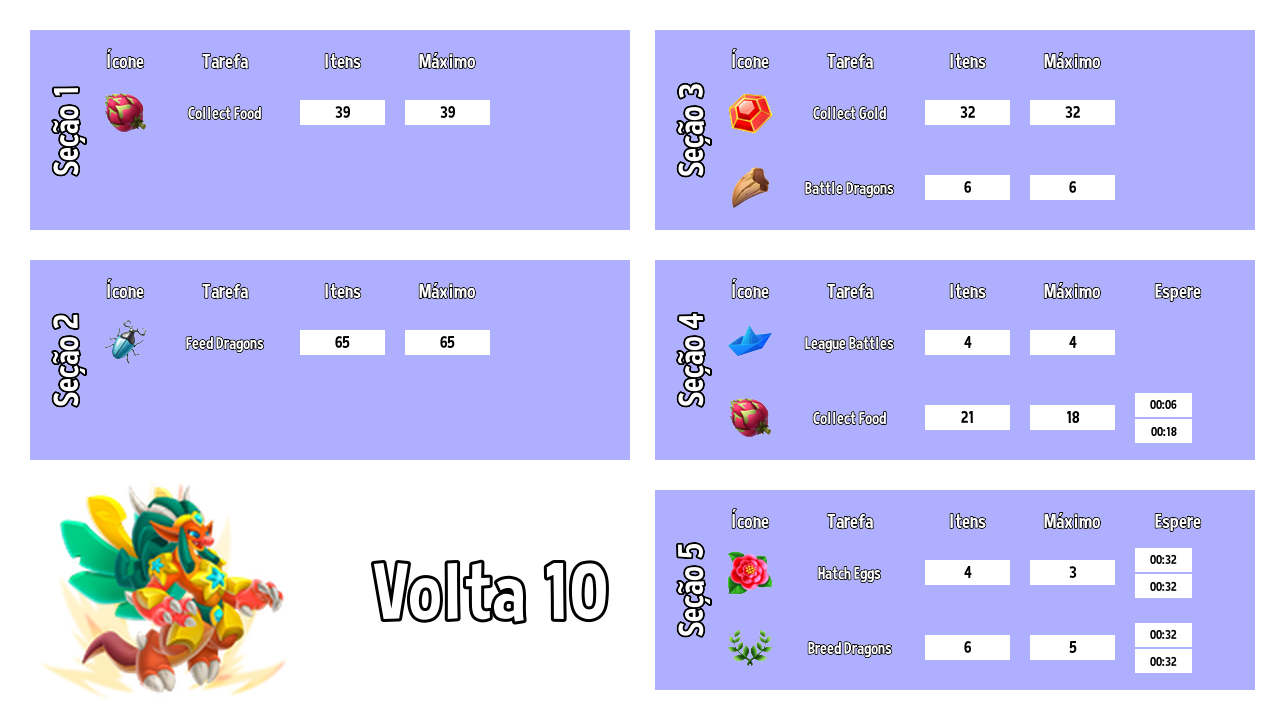 Seção 1
Ícone Tarefa Itens Máximo
Collect Food 39 39
Seção 2
Ícone Tarefa Itens Máximo
Feed Dragons 65 65
Volta 10
Seção 3
Ícone Tarefa Itens Máximo
Collect Gold 32 32
Battle Dragons 6 6
Seção 4
Ícone Tarefa Itens Máximo Espere
League Battles 4 4
Collect Food 21 18 00:06
00:18
Seção 5
Ícone Tarefa Itens Máximo Espere
Hatch Eggs 4 3 00:32
00:32
Breed Dragons 6 5 00:32
00:32